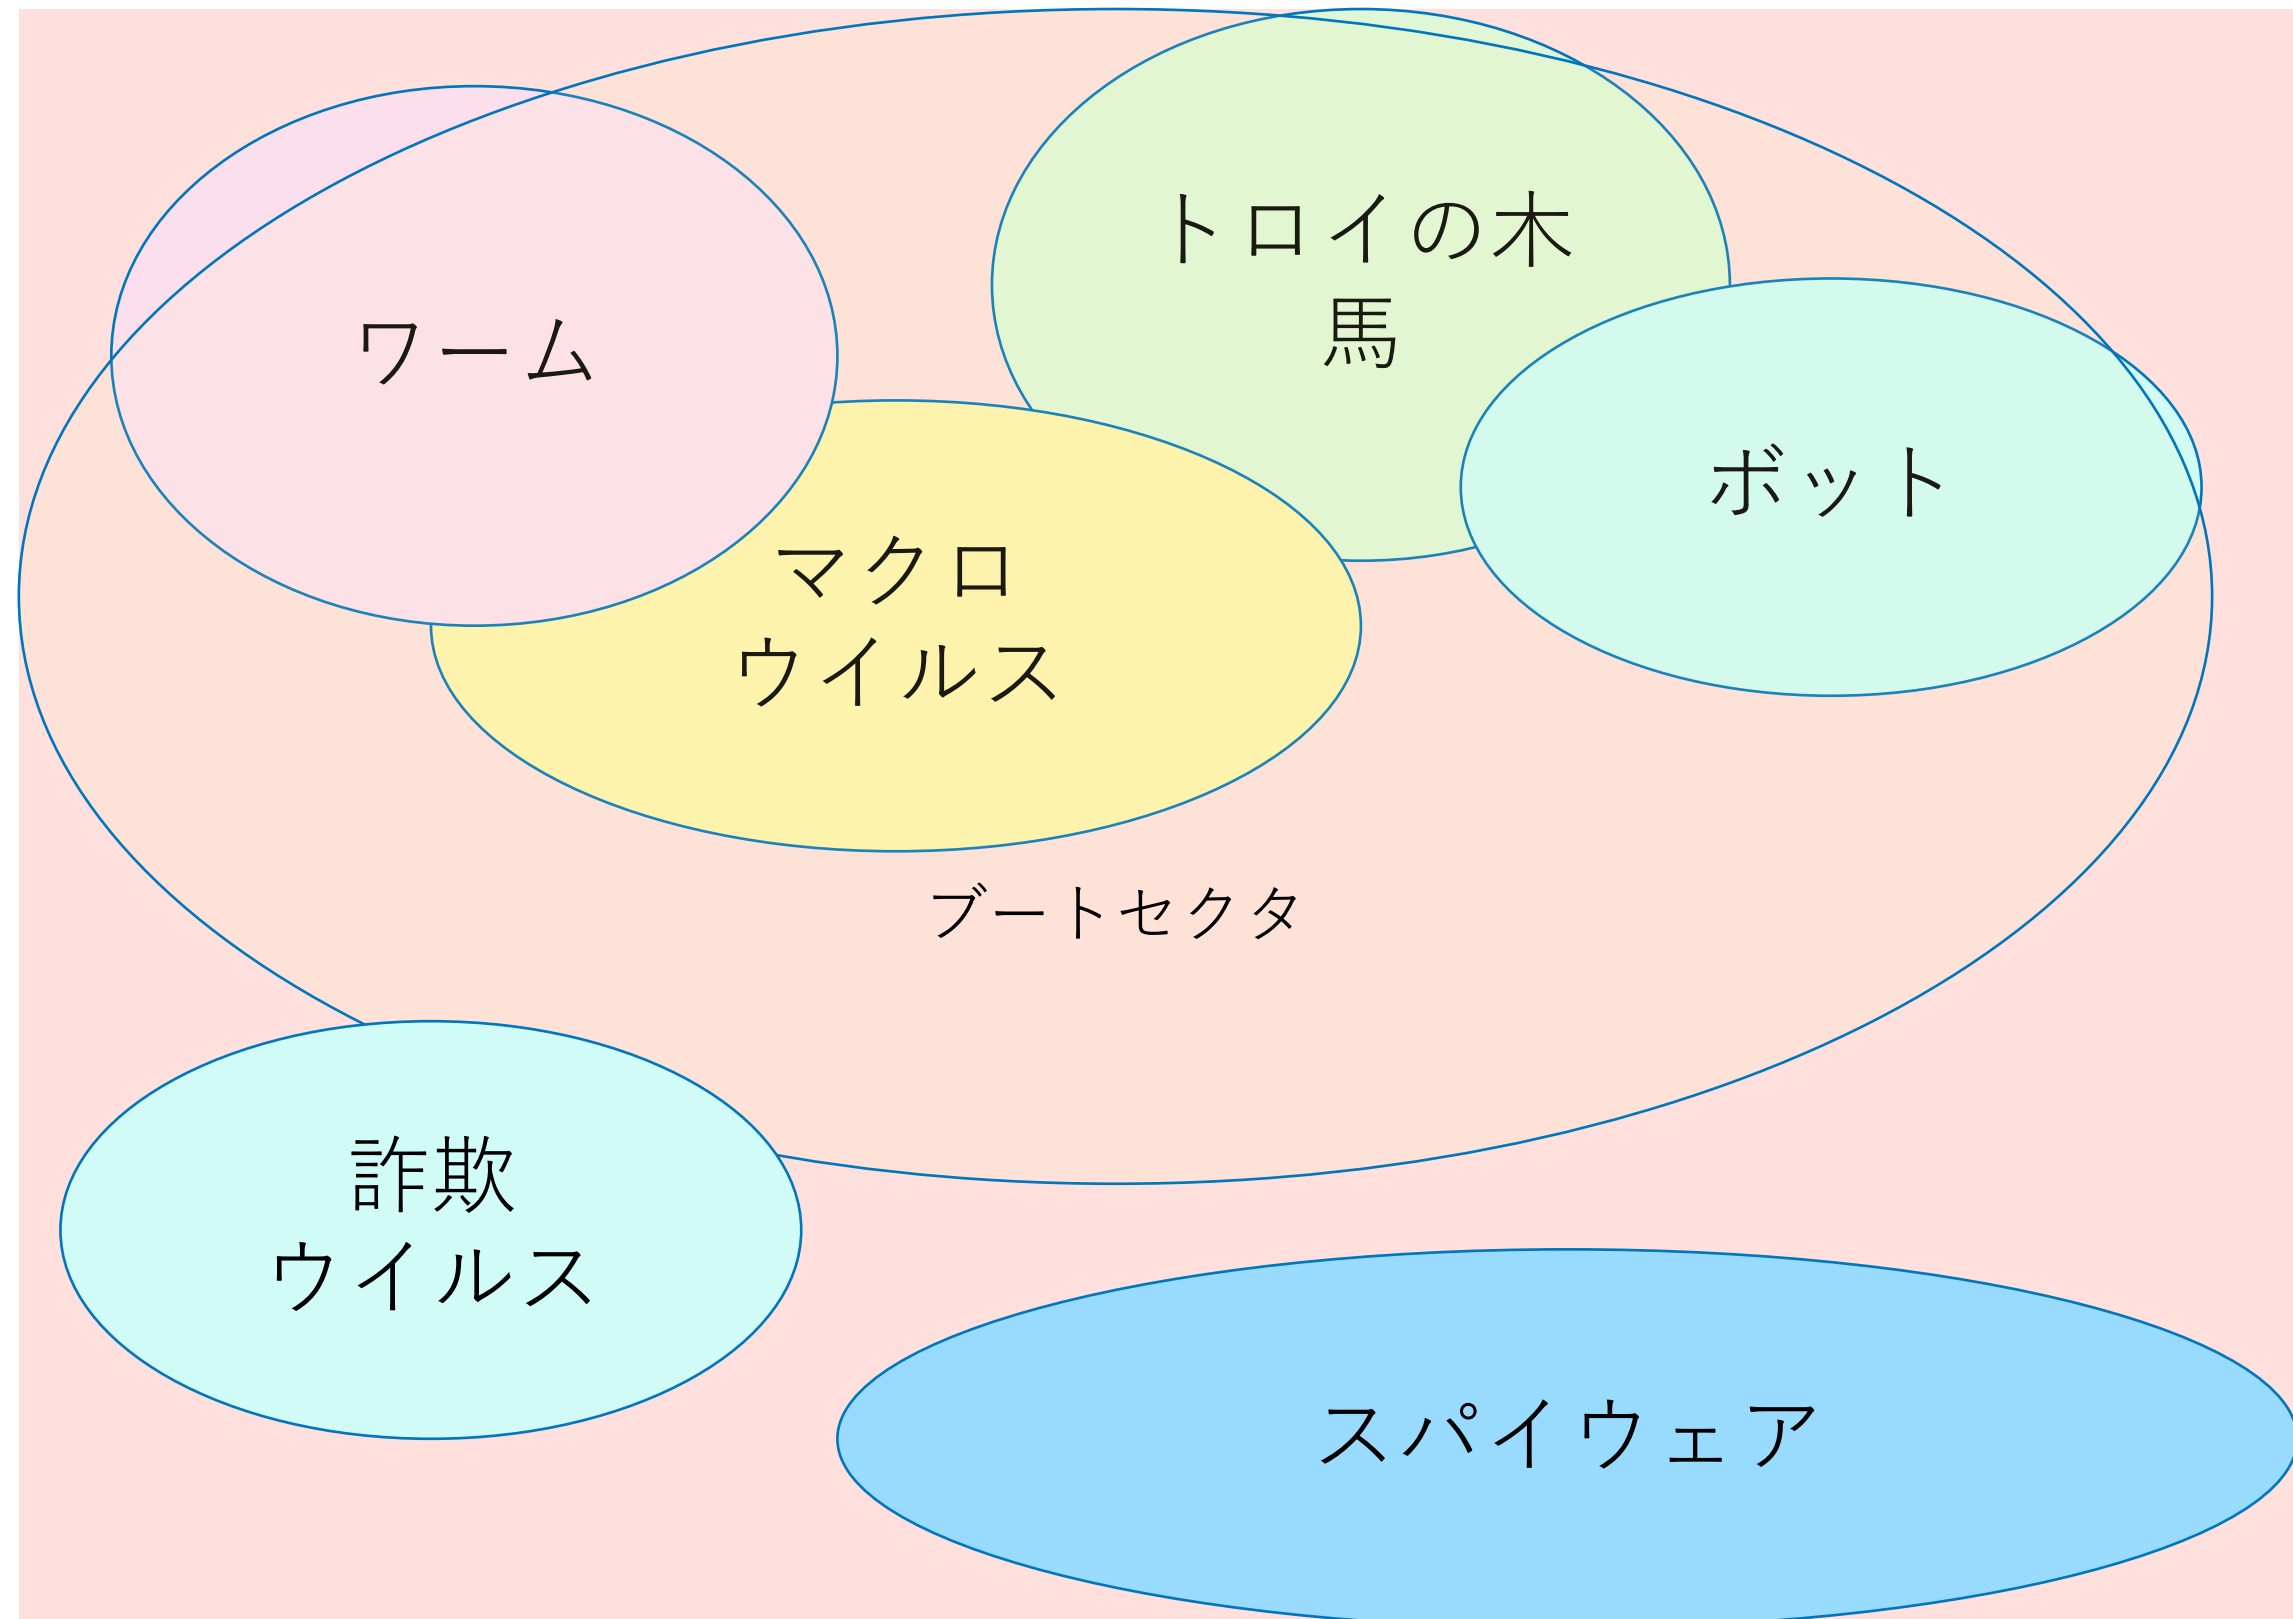 トロイの木
馬
ワーム
ボット
マクロ
ウイルス
ブートセクタ
詐欺
ウイルス
スパイウェア